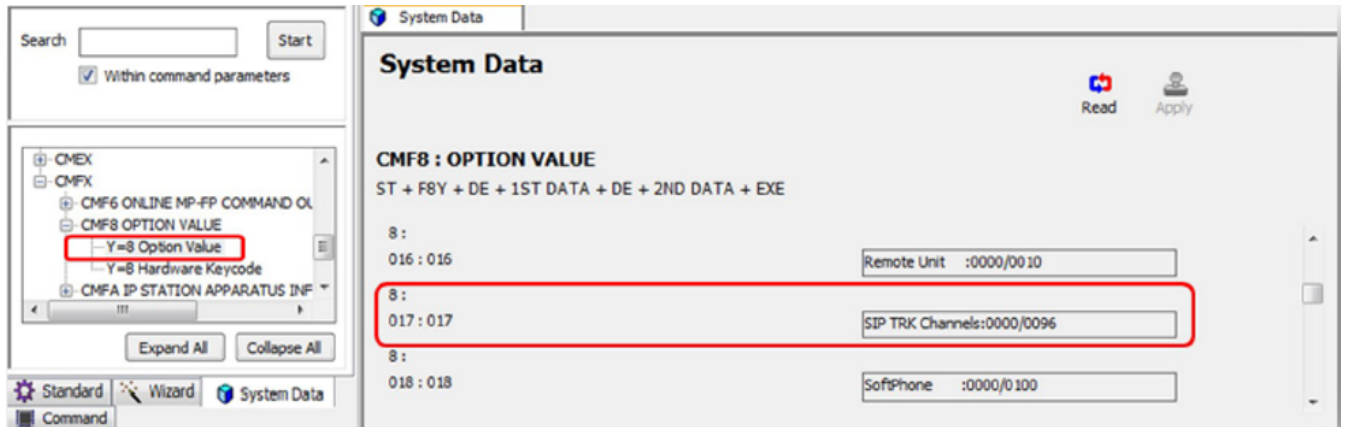 Search
Start
Within command parameters
CMEX
CMFX
CMF6 ONLINE MP-FP COMMAND OU
CMF8 OPTION VALUE
Y=8 Option Value
Y=8 Hardware Keycode
CMFA IP STATION APPARATUS INF
Expand All
Collapse All
Standard
Wizard
System Data
Command
System Data
System Data
Read
Apply
CMF8 : OPTION VALUE
ST + F8Y + DE + 1ST DATA + DE + 2ND DATA + EXE
8 :
016 : 016
Remote Unit :0000/0010
8 :
017 : 017
SIP TRK Channels:0000/0096
8 :
018 : 018
SoftPhone :0000/0100